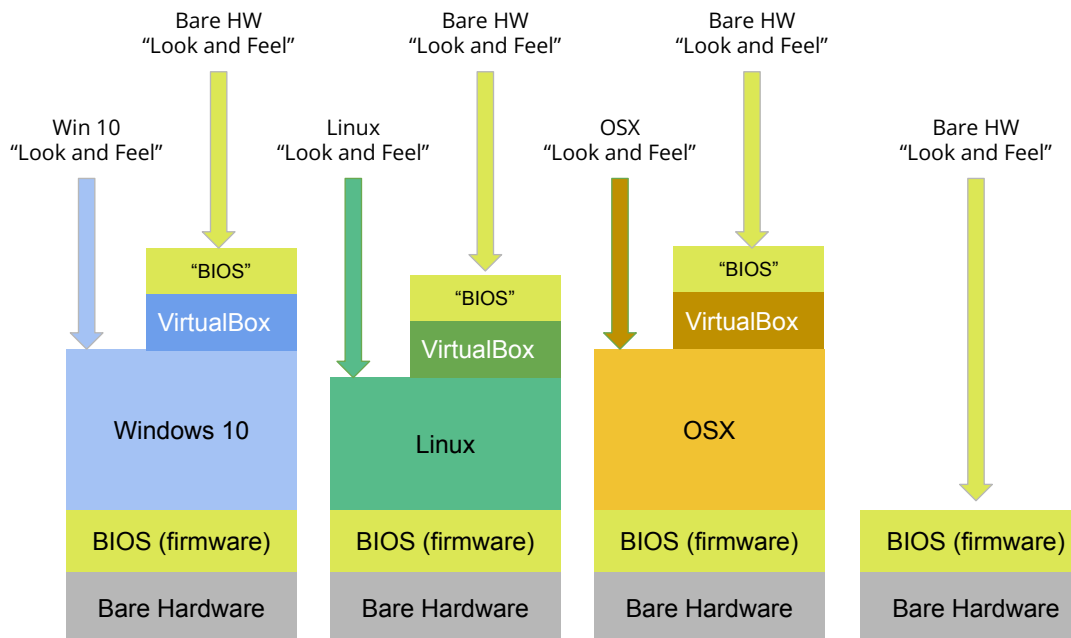 Bare HW
“Look and Feel”
Bare HW
“Look and Feel”
Bare HW
“Look and Feel”
Win 10
“Look and Feel”
Linux
“Look and Feel”
OSX
“Look and Feel”
Bare HW
“Look and Feel”
“BIOS”
VirtualBox
Windows 10
BIOS (firmware)
Bare Hardware
“BIOS”
VirtualBox
Linux
BIOS (firmware)
Bare Hardware
“BIOS”
VirtualBox
OSX
BIOS (firmware)
Bare Hardware
BIOS (firmware)
Bare Hardware